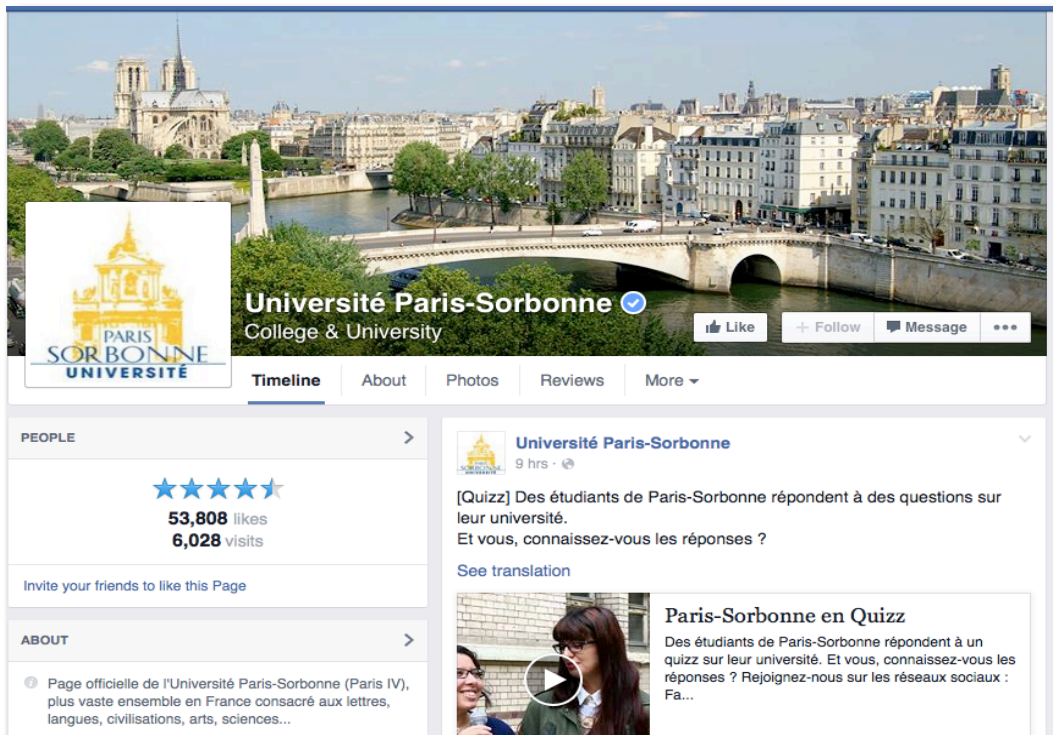 Université Paris-Sorbonne
College & University
Like
+ Follow
Message
PARIS
SORBONNE
UNIVERSITÉ
Timeline
About
Photos
Reviews
More
PEOPLE
53,808 likes
6,028 visits
Invite your friends to like this Page
ABOUT
Page officielle de l'Université Paris-Sorbonne (Paris IV),
plus vaste ensemble en France consacré aux lettres,
langues, civilisations, arts, sciences...
Université Paris-Sorbonne
9 hrs ·
[Quizz] Des étudiants de Paris-Sorbonne répondent à des questions sur
leur université.
Et vous, connaissez-vous les réponses ?
See translation
Paris-Sorbonne en Quizz
Des étudiants de Paris-Sorbonne répondent à un
quizz sur leur université. Et vous, connaissez-vous les
réponses ? Rejoignez-nous sur les réseaux sociaux :
Fa...